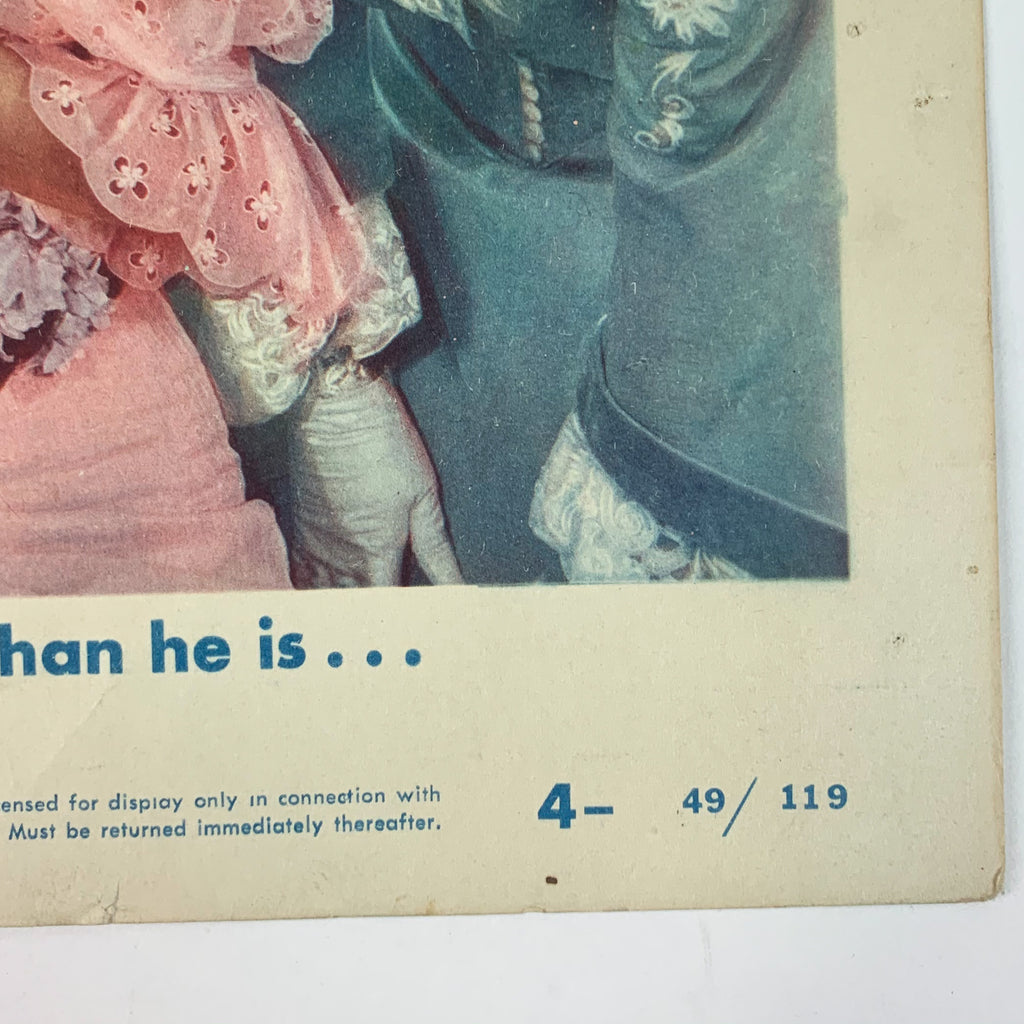 han he is...
ensed for display only in connection with
Must be returned immediately thereafter.
4– 49/ 119